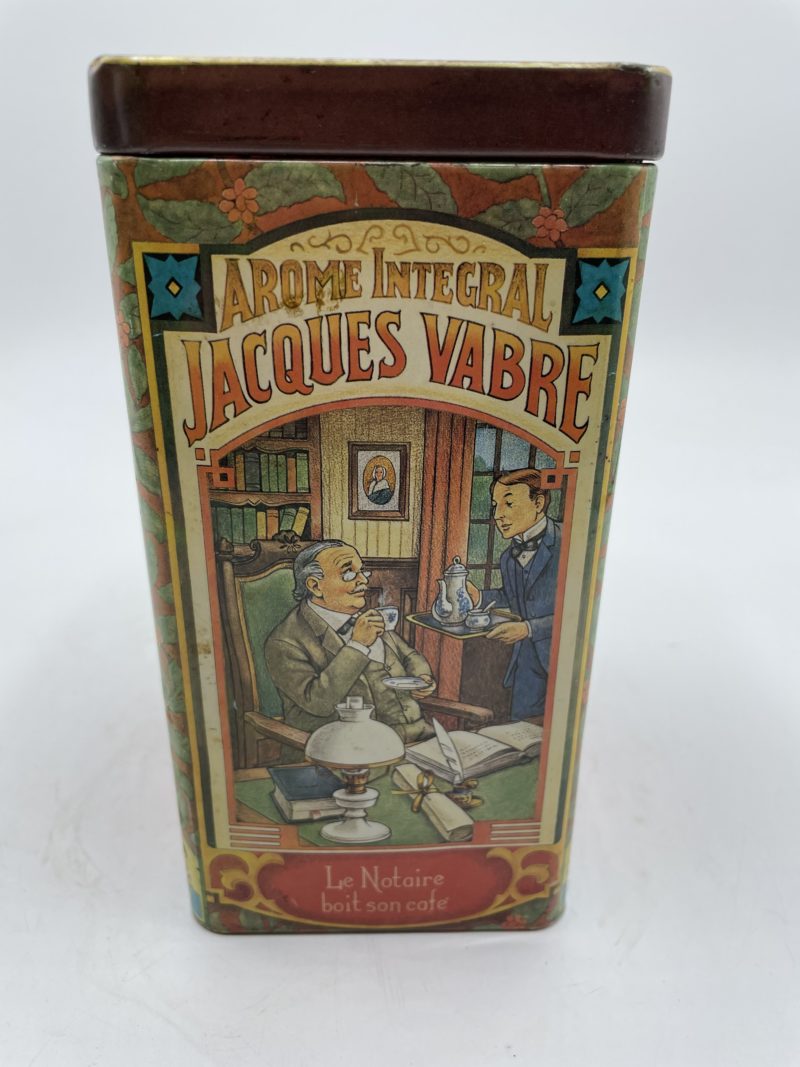 AROME INTEGRAL
JACQUES VABRE
Le Notaire
boit son café